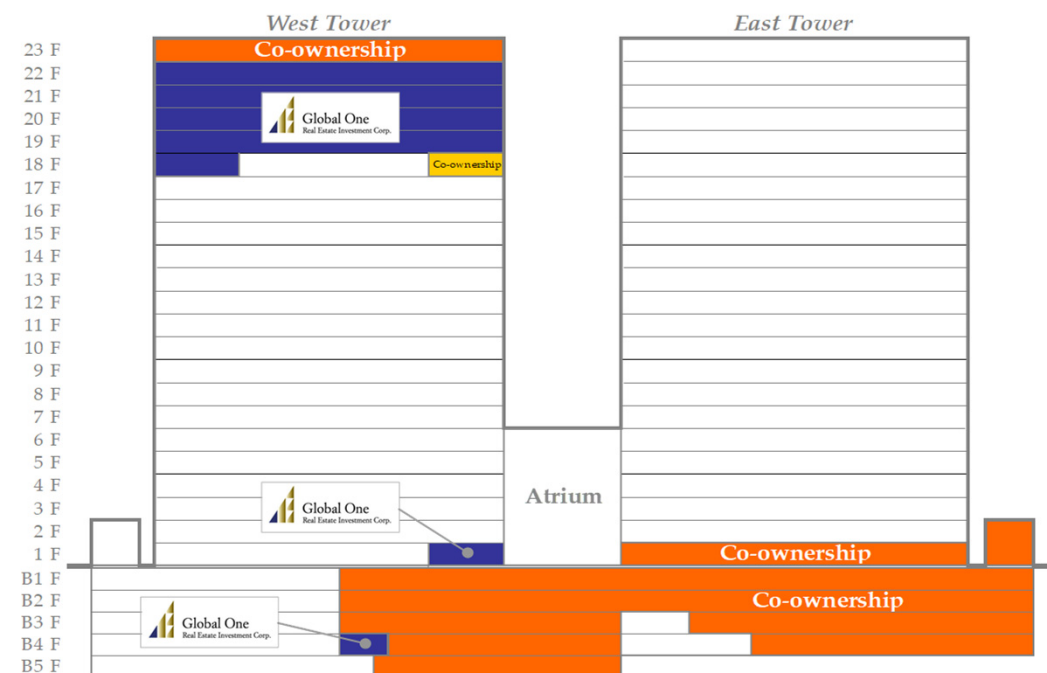 West Tower
East Tower
23 F
Co-ownership
22 F
21 F
20 F
Global One
Real Estate Investment Corp.
19 F
18 F
Co-ownership
17 F
16 F
15 F
14 F
13 F
12 F
11 F
10 F
9 F
8 F
7 F
6 F
5 F
4 F
Atrium
3 F
Global One
Real Estate Investment Corp.
2 F
1 F
Co-ownership
B1 F
B2 F
Co-ownership
B3 F
Global One
Real Estate Investment Corp.
B4 F
B5 F